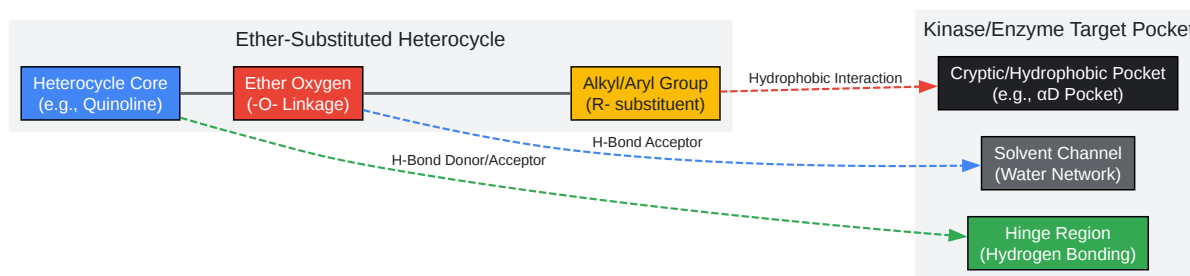 Ether-Substituted Heterocycle
Kinase/Enzyme Target Pocket
Heterocycle Core
(e.g., Quinoline)
Ether Oxygen
(-O- Linkage)
Alkyl/Aryl Group
(R- substituent)
Hydrophobic Interaction
Cryptic/Hydrophobic Pocket
(e.g., αD Pocket)
H-Bond Acceptor
H-Bond Donor/Acceptor
Solvent Channel
(Water Network)
Hinge Region
(Hydrogen Bonding)